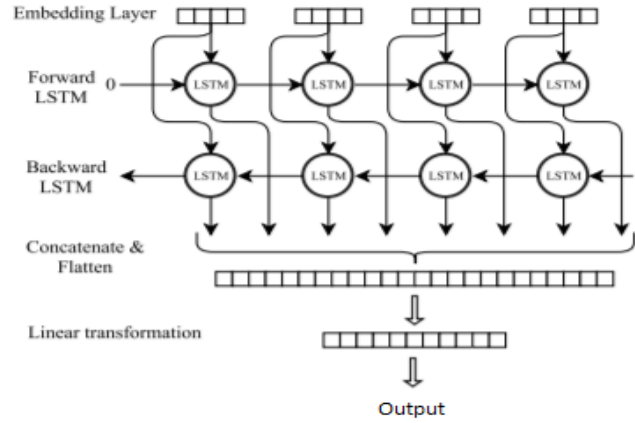 Embedding Layer
Forward
LSTM
0
LSTM
LSTM
LSTM
LSTM
Backward
LSTM
LSTM
LSTM
LSTM
LSTM
Concatenate &
Flatten
Linear transformation
Output